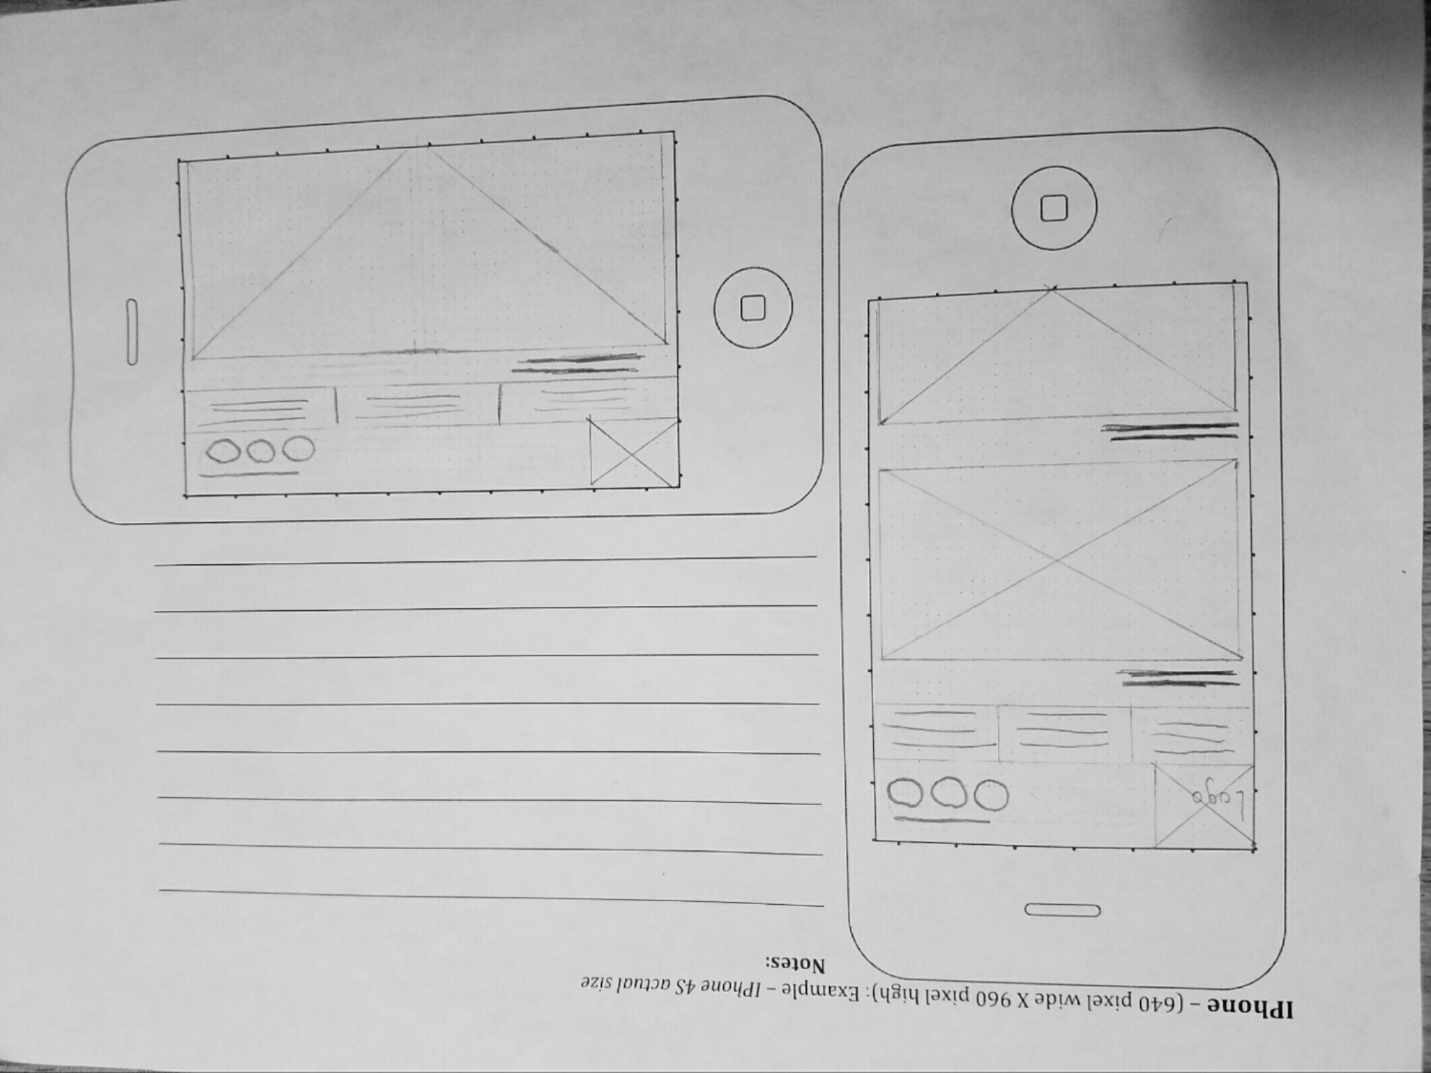 IPhone – (640 pixel wide X 960 pixel high): Example – IPhone 4S actual size
Notes:
Logo